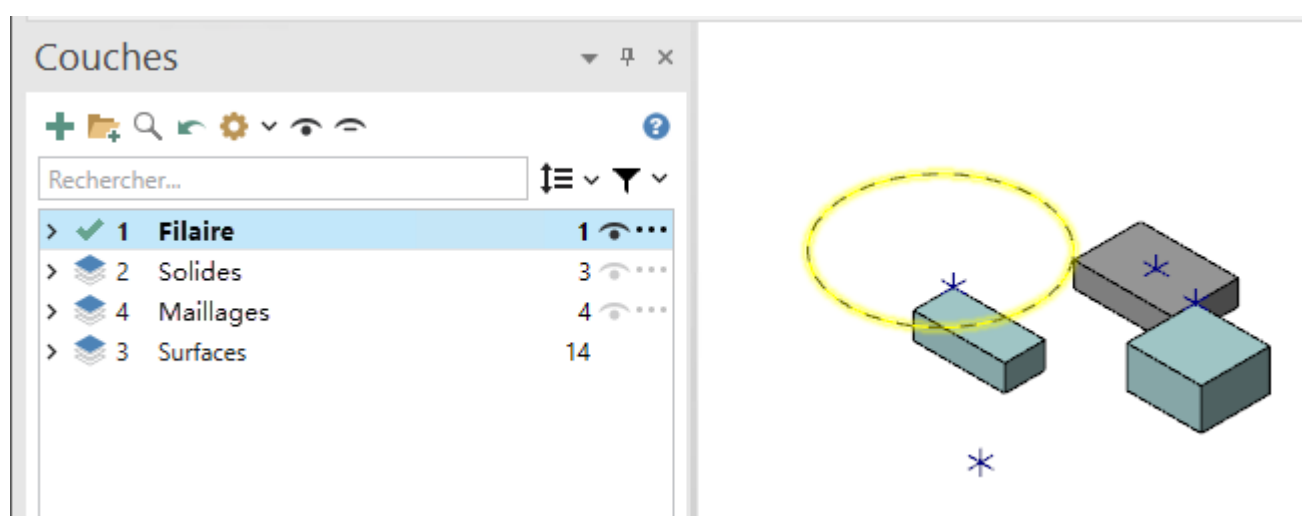 Couches
Rechercher...
1 Filaire 1
2 Solides 3
4 Maillages 4
3 Surfaces 14